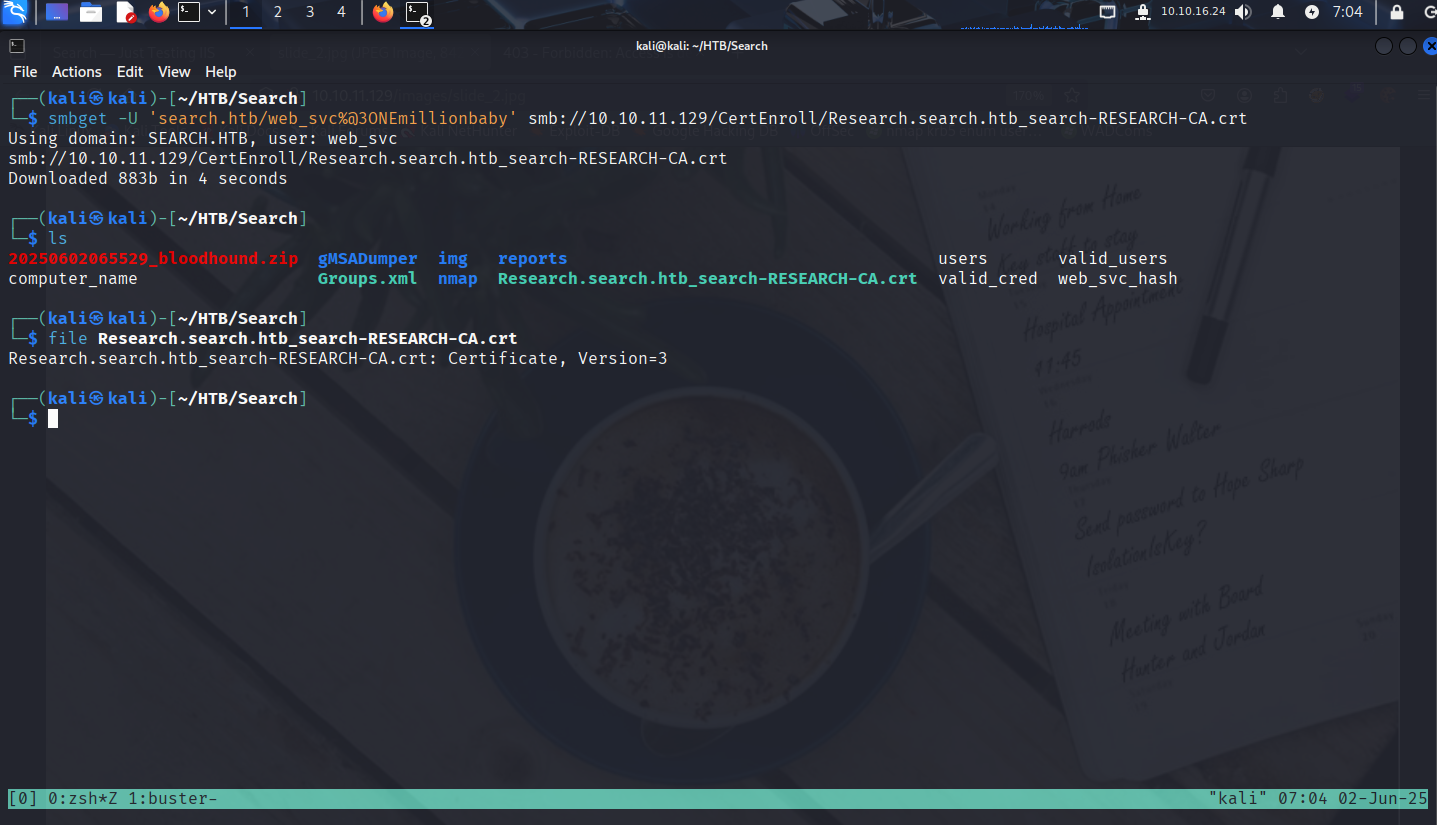 1 2 3 4 2 10.10.16.24 7:04
kali@kali: ~/HTB/Search
File Actions Edit View Help
┌──(kali㉿kali)-[~/HTB/Search]
└─$ smbget -U 'search.htb/web_svc%@3ONEmillionbaby' smb://10.10.11.129/CertEnroll/Research.search.htb_search-RESEARCH-CA.crt
Using domain: SEARCH.HTB, user: web_svc
smb://10.10.11.129/CertEnroll/Research.search.htb_search-RESEARCH-CA.crt
Downloaded 883b in 4 seconds
┌──(kali㉿kali)-[~/HTB/Search]
└─$ ls
20250602065529_bloodhound.zip gMSADumper img reports users valid_users
computer_name Groups.xml nmap Research.search.htb_search-RESEARCH-CA.crt valid_cred web_svc_hash
┌──(kali㉿kali)-[~/HTB/Search]
└─$ file Research.search.htb_search-RESEARCH-CA.crt
Research.search.htb_search-RESEARCH-CA.crt: Certificate, Version=3
┌──(kali㉿kali)-[~/HTB/Search]
└─$
Working from Home
stay
Hospital Appointment
11:45
Harrods
9am Phisher Walter
Send password to Hope Sharp
IsolationIsKey?
Meeting with Board
Hunter and Jordan
[0] 0:zsh*Z 1:buster- "kali" 07:04 02-Jun-25